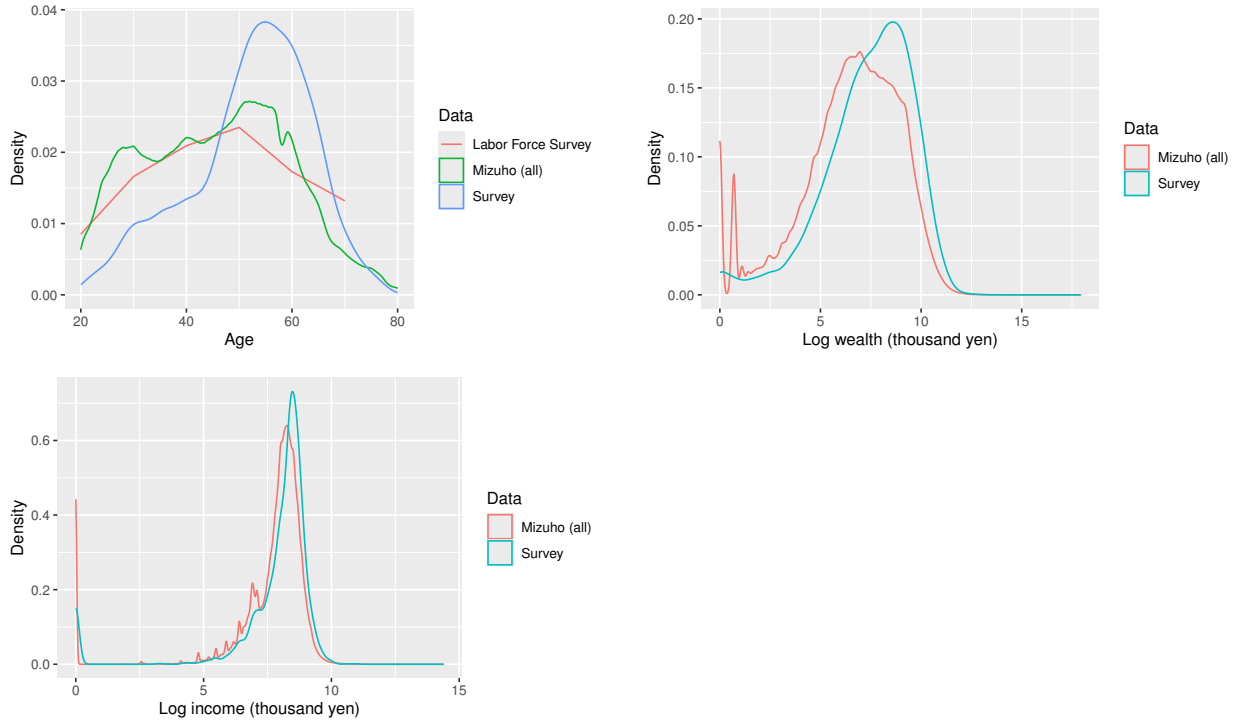 0.04
0.03
0.02
0.01
0.00
Density
20
40
60
80
Age
Data
Labor Force Survey
Mizuho (all)
Survey
0.20
0.15
0.10
0.05
0.00
Density
0
5
10
15
Log wealth (thousand yen)
Data
Mizuho (all)
Survey
0.6
0.4
0.2
0.0
Density
0
5
10
15
Log income (thousand yen)
Data
Mizuho (all)
Survey